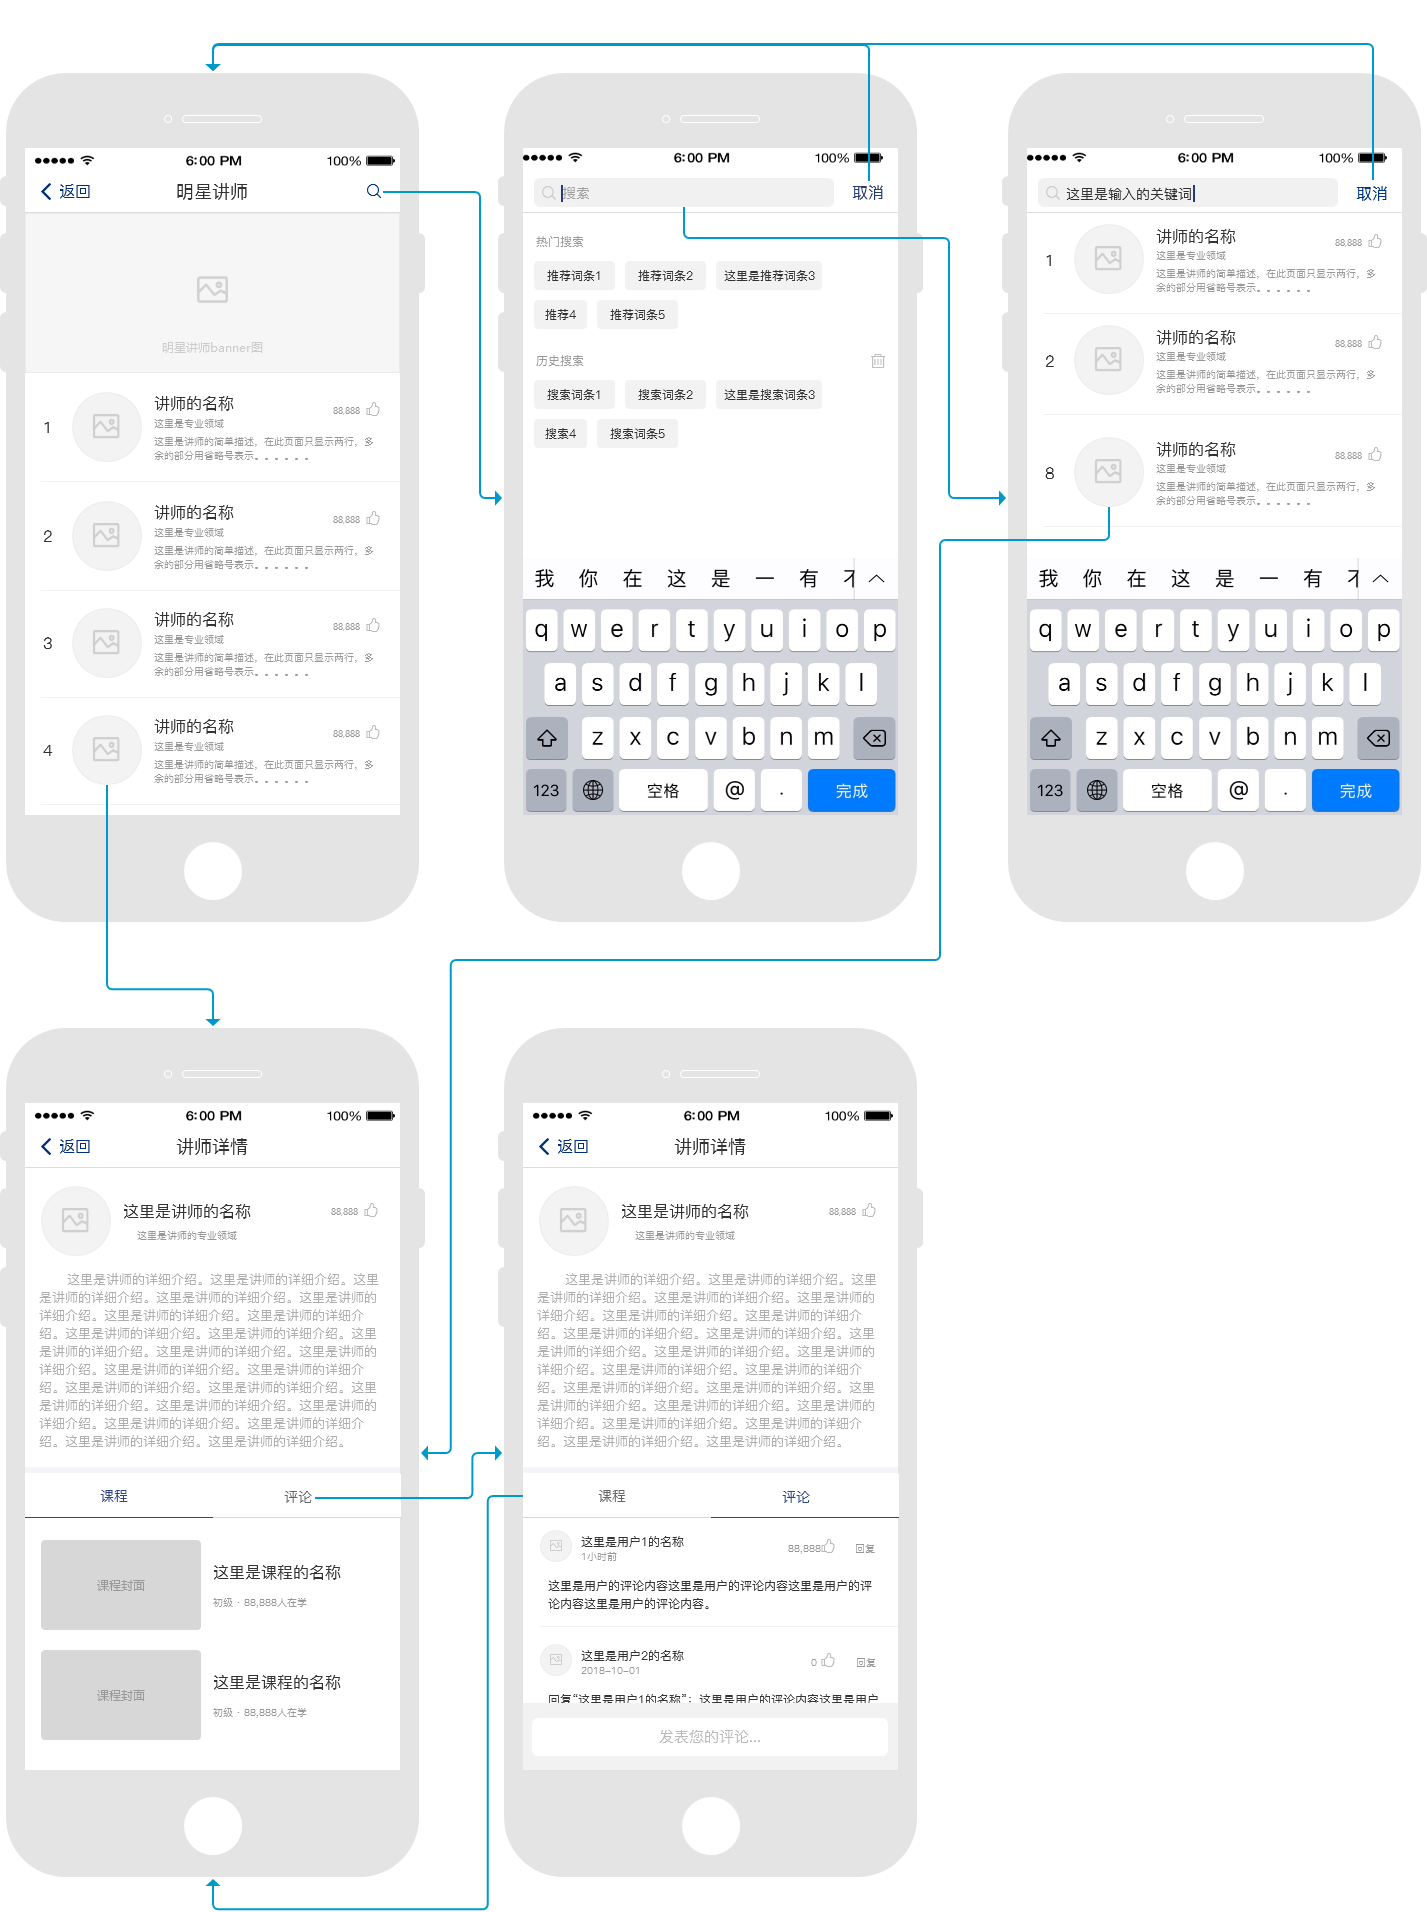 6:00 PM
100%
返回
明星讲师
明星讲师banner图
1
讲师的名称
88,888
这里是专业领域
这里是讲师的简单描述，在此页面只显示两行，多
余的部分用省略号表示。。。。。。
2
讲师的名称
88,888
这里是专业领域
这里是讲师的简单描述，在此页面只显示两行，多
余的部分用省略号表示。。。。。。
3
讲师的名称
88,888
这里是专业领域
这里是讲师的简单描述，在此页面只显示两行，多
余的部分用省略号表示。。。。。。
4
讲师的名称
88,888
这里是专业领域
这里是讲师的简单描述，在此页面只显示两行，多
余的部分用省略号表示。。。。。。
6:00 PM
100%
搜索
取消
热门搜索
推荐词条1 推荐词条2 这里是推荐词条3
推荐4 推荐词条5
历史搜索
搜索词条1 搜索词条2 这里是搜索词条3
搜索4 搜索词条5
我 你 在 这 是 一 有 不
q w e r t y u i o p
a s d f g h j k l
z x c v b n m
123 空格 @ . 完成
6:00 PM
100%
这里是输入的关键词
取消
1
讲师的名称
88,888
这里是专业领域
这里是讲师的简单描述，在此页面只显示两行，多
余的部分用省略号表示。。。。。。
2
讲师的名称
88,888
这里是专业领域
这里是讲师的简单描述，在此页面只显示两行，多
余的部分用省略号表示。。。。。。
8
讲师的名称
88,888
这里是专业领域
这里是讲师的简单描述，在此页面只显示两行，多
余的部分用省略号表示。。。。。。
我 你 在 这 是 一 有 不
q w e r t y u i o p
a s d f g h j k l
z x c v b n m
123 空格 @ . 完成
6:00 PM
100%
返回
讲师详情
这里是讲师的名称
88,888
这里是讲师的专业领域
这里是讲师的详细介绍。这里是讲师的详细介绍。这里
是讲师的详细介绍。这里是讲师的详细介绍。这里是讲师的
详细介绍。这里是讲师的详细介绍。这里是讲师的详细介
绍。这里是讲师的详细介绍。这里是讲师的详细介绍。这里
是讲师的详细介绍。这里是讲师的详细介绍。这里是讲师的
详细介绍。这里是讲师的详细介绍。这里是讲师的详细介
绍。这里是讲师的详细介绍。这里是讲师的详细介绍。这里
是讲师的详细介绍。这里是讲师的详细介绍。这里是讲师的
详细介绍。这里是讲师的详细介绍。这里是讲师的详细介
绍。这里是讲师的详细介绍。这里是讲师的详细介绍。
课程
评论
课程封面
这里是课程的名称
初级 · 88,888人在学
课程封面
这里是课程的名称
初级 · 88,888人在学
6:00 PM
100%
返回
讲师详情
这里是讲师的名称
88,888
这里是讲师的专业领域
这里是讲师的详细介绍。这里是讲师的详细介绍。这里
是讲师的详细介绍。这里是讲师的详细介绍。这里是讲师的
详细介绍。这里是讲师的详细介绍。这里是讲师的详细介
绍。这里是讲师的详细介绍。这里是讲师的详细介绍。这里
是讲师的详细介绍。这里是讲师的详细介绍。这里是讲师的
详细介绍。这里是讲师的详细介绍。这里是讲师的详细介
绍。这里是讲师的详细介绍。这里是讲师的详细介绍。这里
是讲师的详细介绍。这里是讲师的详细介绍。这里是讲师的
详细介绍。这里是讲师的详细介绍。这里是讲师的详细介
绍。这里是讲师的详细介绍。这里是讲师的详细介绍。
课程
评论
这里是用户1的名称
88,888
回复
1小时前
这里是用户的评论内容这里是用户的评论内容这里是用户的评
论内容这里是用户的评论内容。
这里是用户2的名称
0
回复
2018-10-01
回复“这里是用户1的名称”：这里是用户的评论内容这里是用户
发表您的评论...